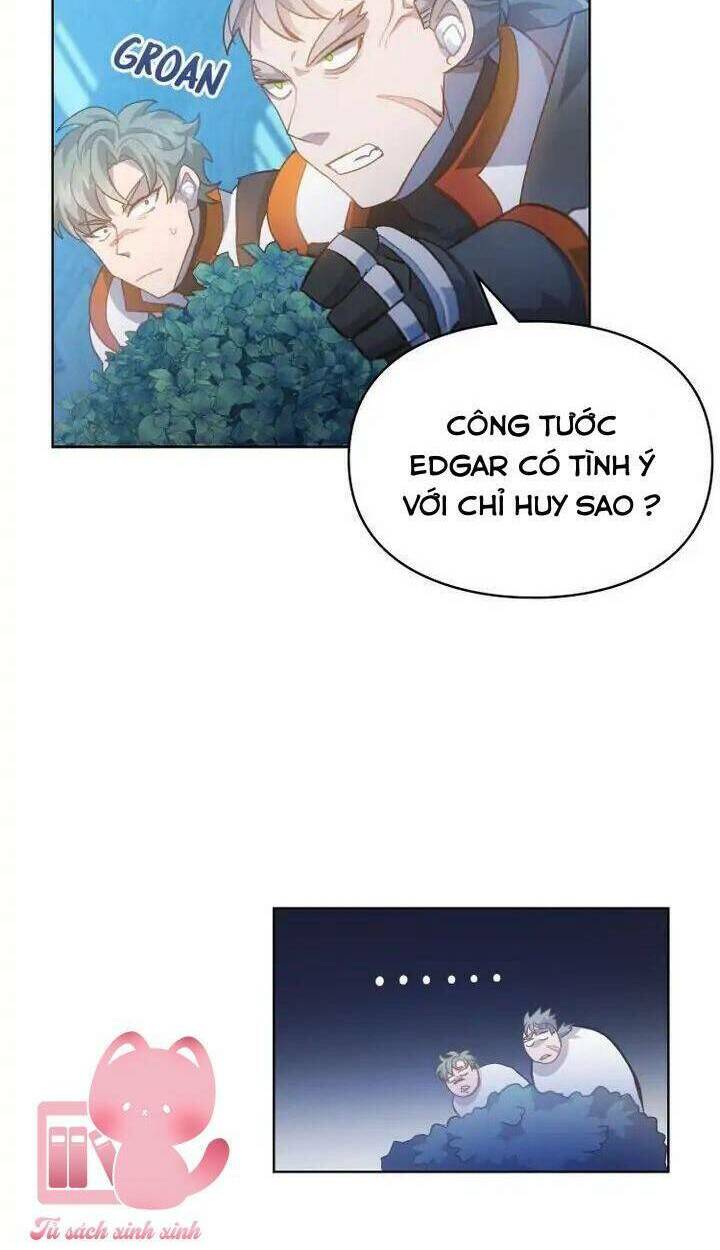 GROAN
CÔNG TƯỚC
EDGAR CÓ TÌNH Ý
VỚI CHỈ HUY SAO ?
......
Tủ sách xinh xinh